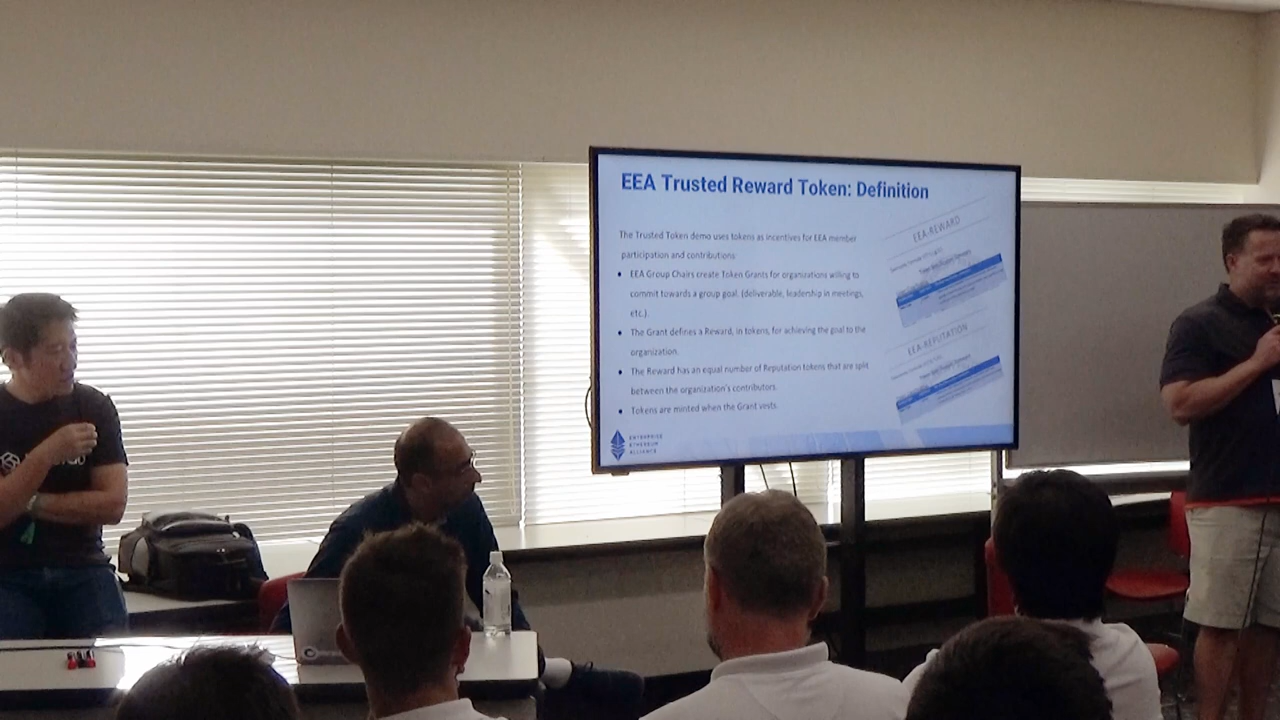 EEA Trusted Reward Token: Definition
The Trusted Token demo uses tokens as incentives for EEA member
participation and contributions:
● EEA Group Chairs create Token Grants for organizations willing to
commit towards a group goal. (deliverable, leadership in meetings,
etc.).
● The Grant defines a Reward, in tokens, for achieving the goal to the
organization.
● The Reward has an equal number of Reputation tokens that are split
between the organization's contributors.
● Tokens are minted when the Grant vests.
EEA-REWARD
EEA-REPUTATION
ENTERPRISE
ETHEREUM
ALLIANCE